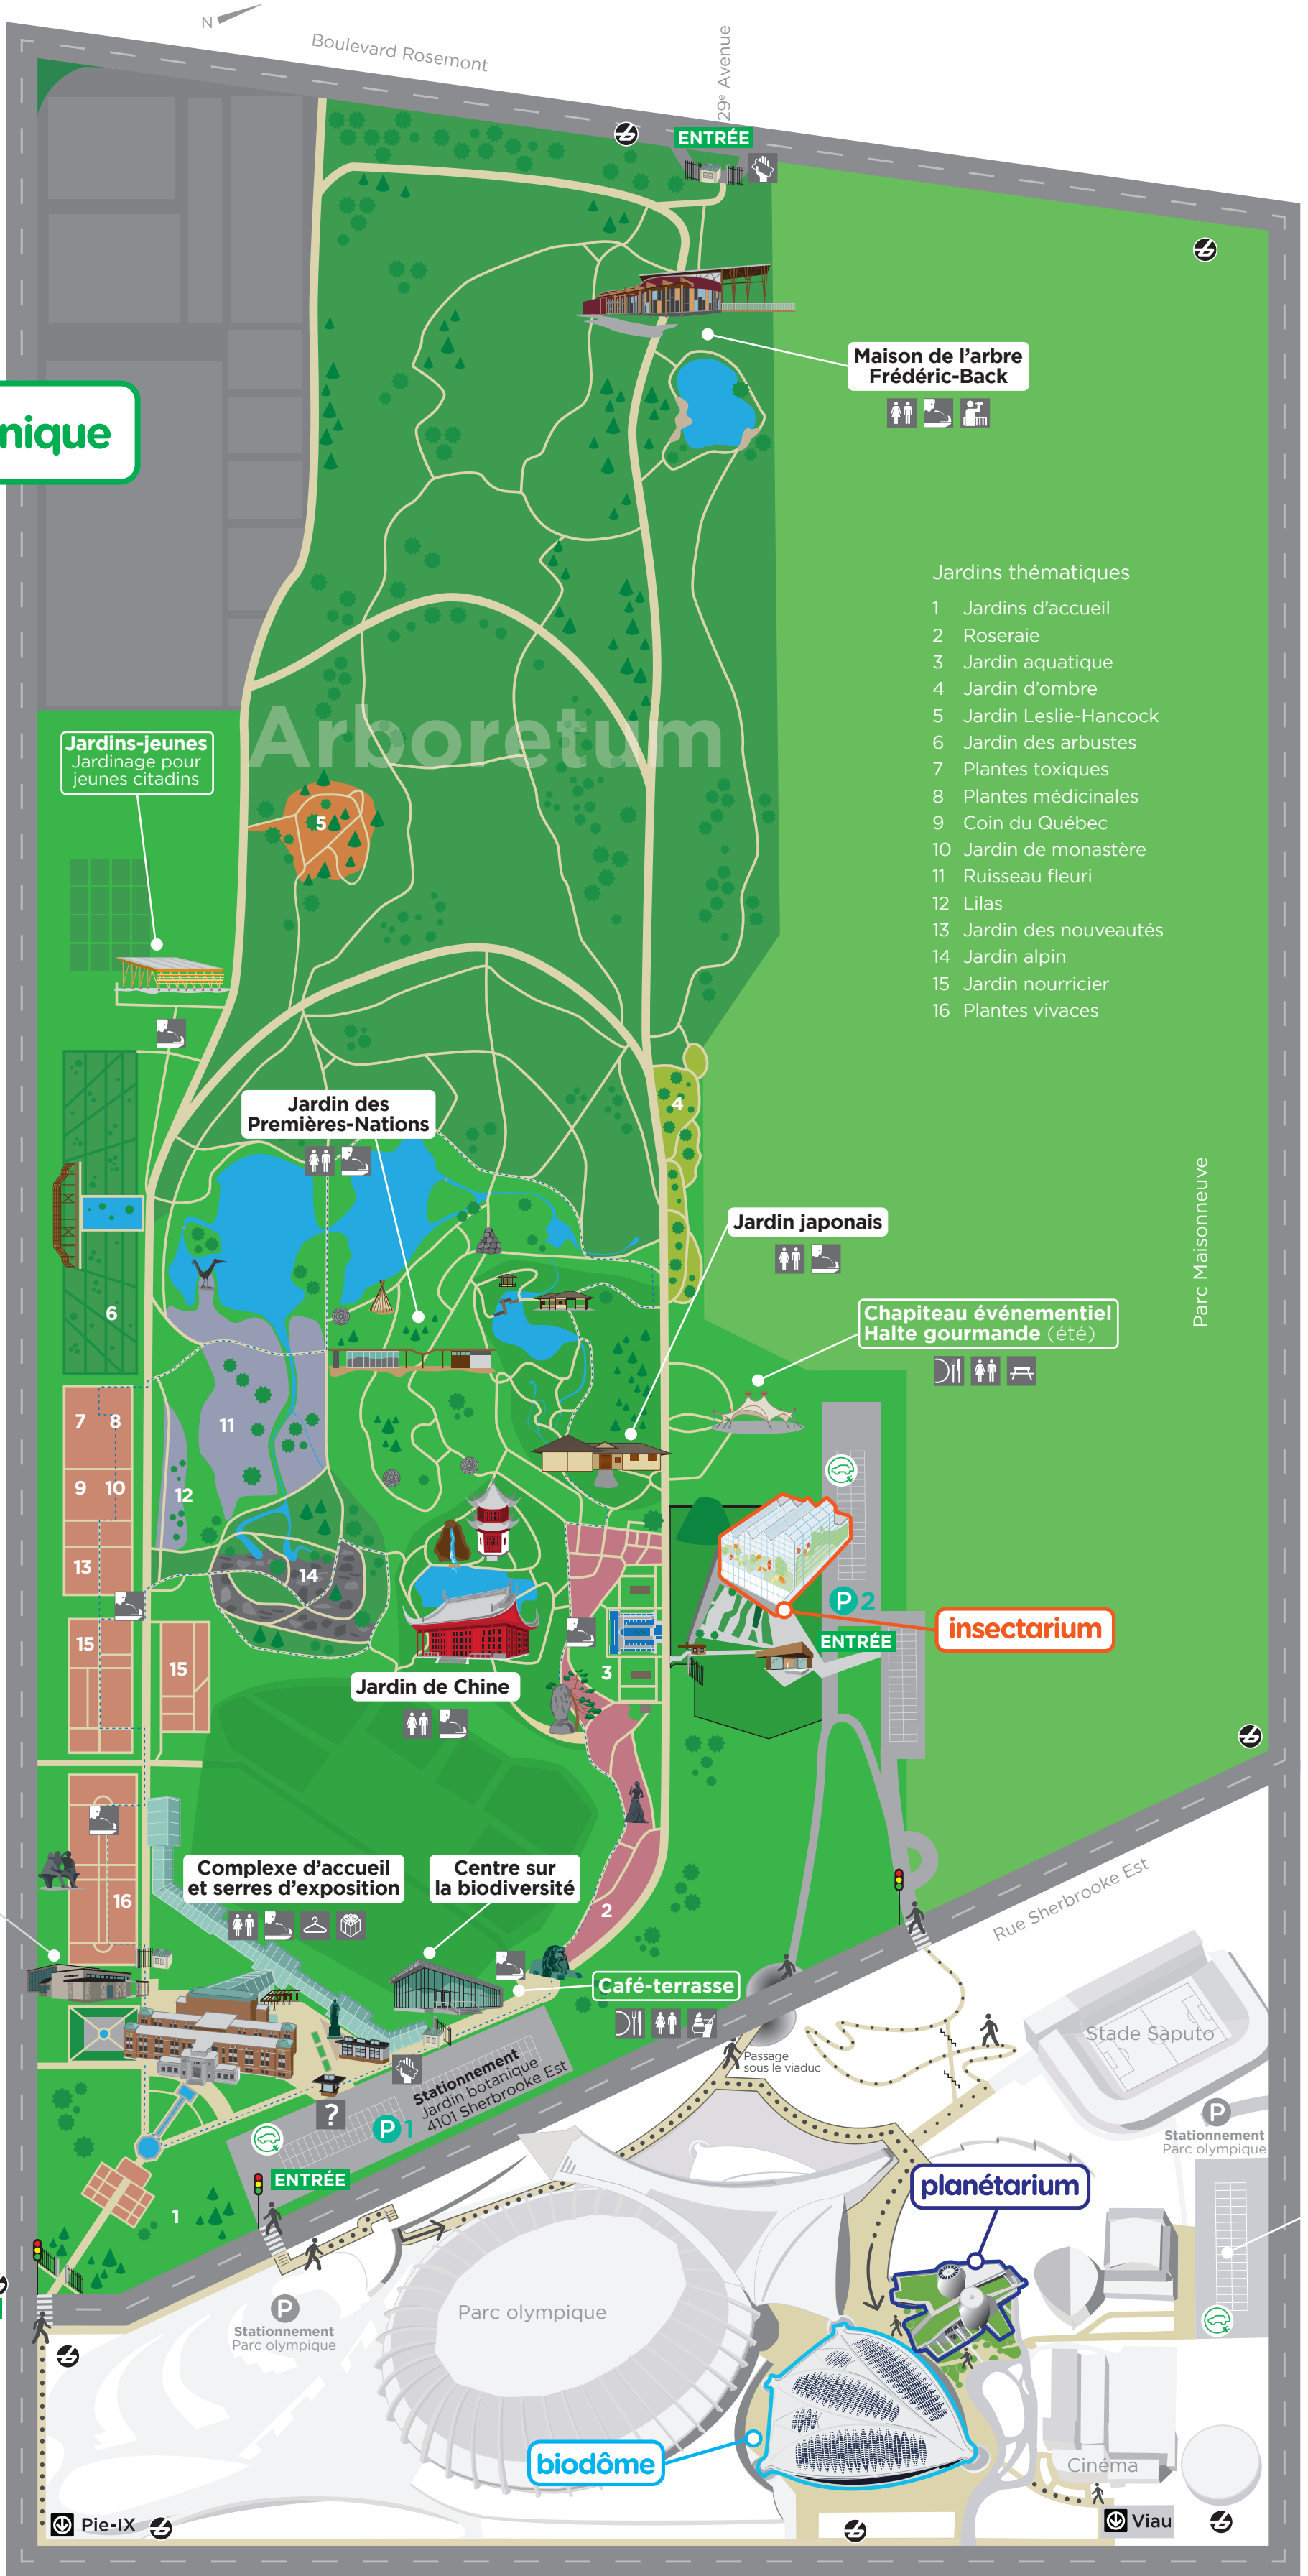 N
Boulevard Rosemont
29e Avenue
ENTRÉE
Maison de l'arbre
Frédéric-Back
nique
Jardins thématiques
1 Jardins d'accueil
2 Roseraie
3 Jardin aquatique
4 Jardin d'ombre
5 Jardin Leslie-Hancock
6 Jardin des arbustes
7 Plantes toxiques
8 Plantes médicinales
9 Coin du Québec
10 Jardin de monastère
11 Ruisseau fleuri
12 Lilas
13 Jardin des nouveautés
14 Jardin alpin
15 Jardin nourricier
16 Plantes vivaces
Arboretum
Jardins-jeunes
Jardinage pour
jeunes citadins
5
Jardin des
Premières-Nations
4
Parc Maisonneuve
Jardin japonais
6
Chapiteau événementiel
Halte gourmande (été)
7 8
11
9 10
12
13
14
P 2
ENTRÉE
insectarium
15
15
3
Jardin de Chine
Complexe d'accueil
et serres d'exposition
Centre sur
la biodiversité
16
2
Rue Sherbrooke Est
Café-terrasse
Stade Saputo
Passage
sous le viaduc
Stationnement
Jardin botanique
4101 Sherbrooke Est
?
P 1
P
Stationnement
Parc olympique
ENTRÉE
planétarium
1
P
Stationnement
Parc olympique
Parc olympique
biodôme
Cinéma
Pie-IX
Viau